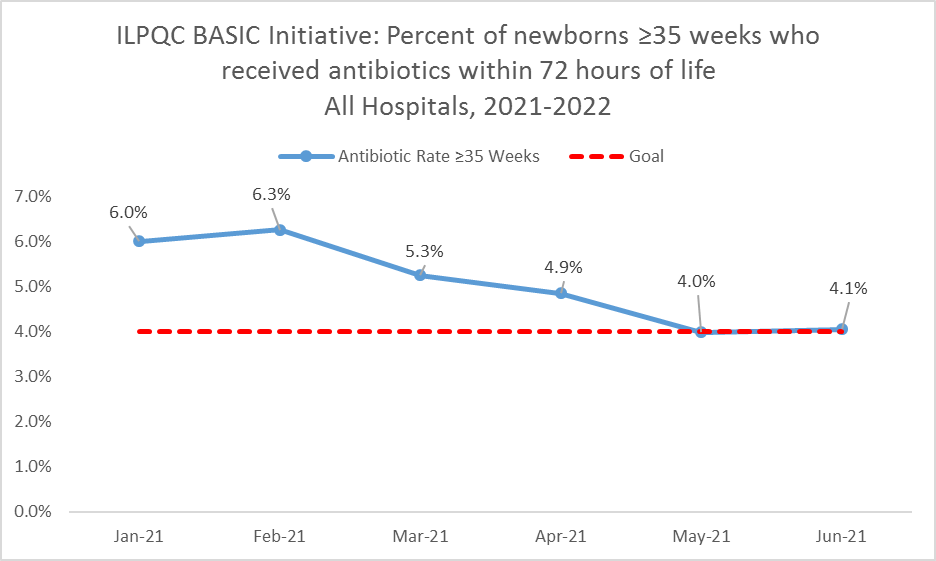 ILPQC BASIC Initiative: Percent of newborns ≥35 weeks who
received antibiotics within 72 hours of life
All Hospitals, 2021-2022
Antibiotic Rate ≥35 Weeks Goal
7.0%
6.0%
5.0%
4.0%
3.0%
2.0%
1.0%
0.0%
6.0%
6.3%
5.3%
4.9%
4.0%
4.1%
Jan-21 Feb-21 Mar-21 Apr-21 May-21 Jun-21